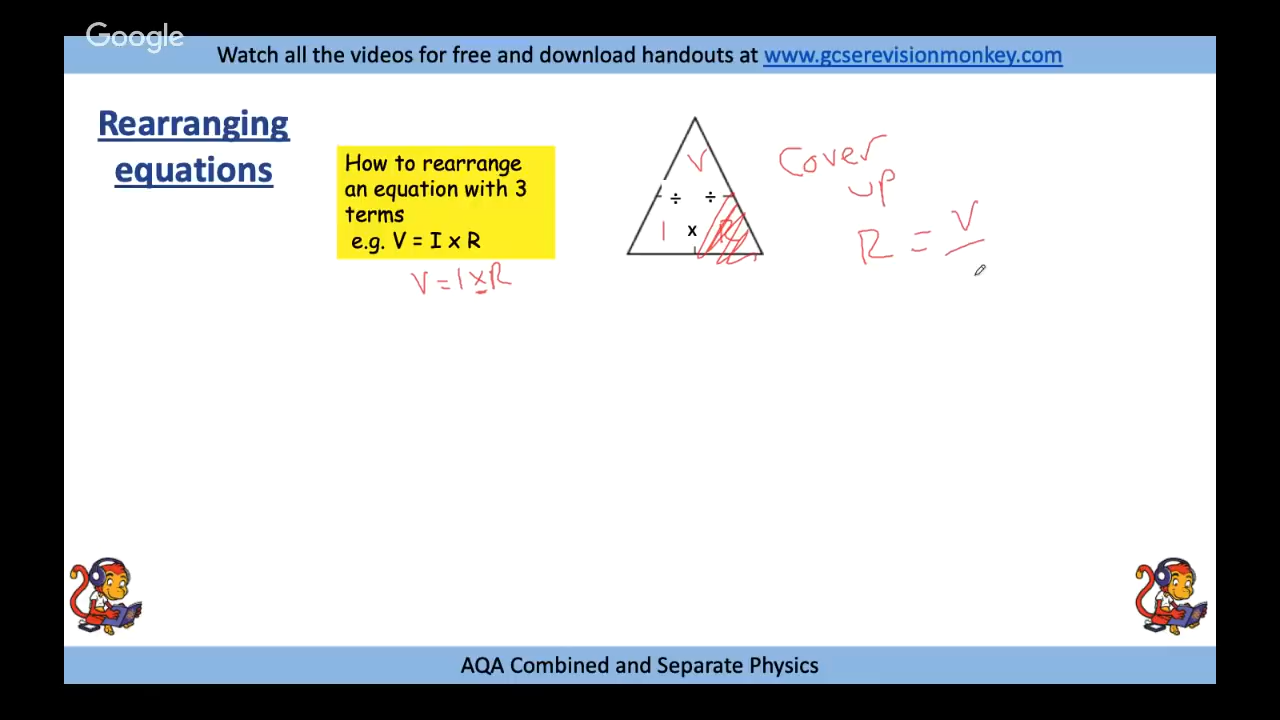 Google
Watch all the videos for free and download handouts at www.gcserevisionmonkey.com
Rearranging
equations
How to rearrange
an equation with 3
terms
e.g. V = I x R
V = I x R
V
÷ ÷
I x R
Cover
up
R = V
AQA Combined and Separate Physics